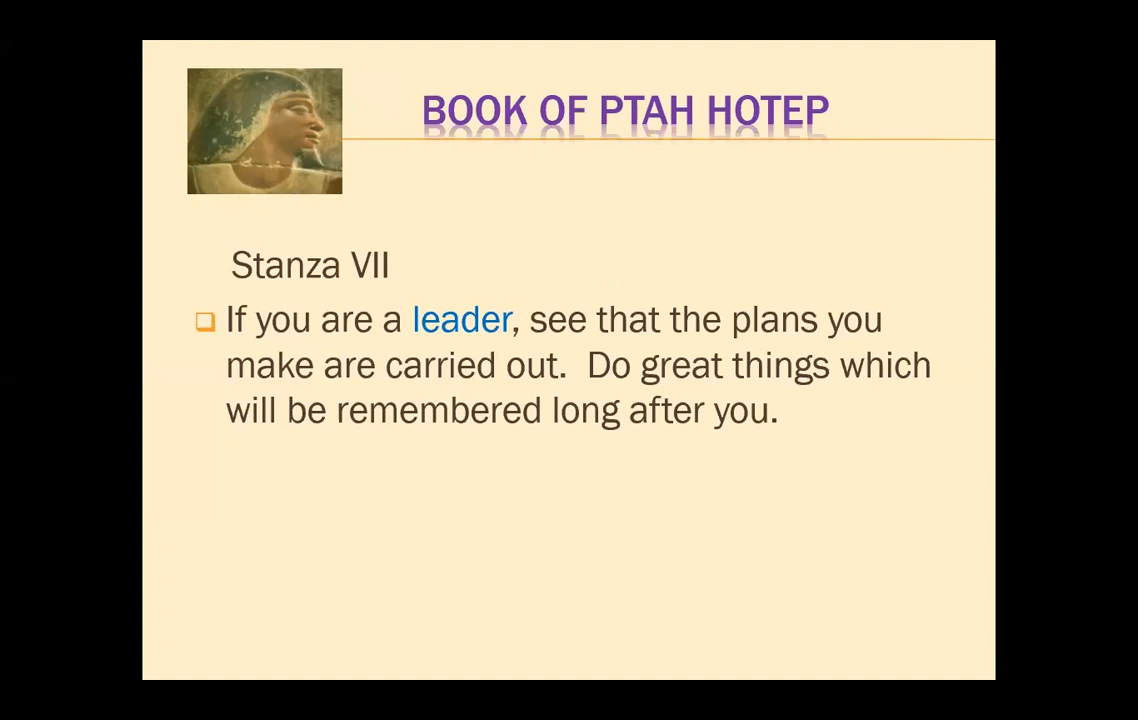 BOOK OF PTAH HOTEP
Stanza VII
If you are a leader, see that the plans you
make are carried out. Do great things which
will be remembered long after you.